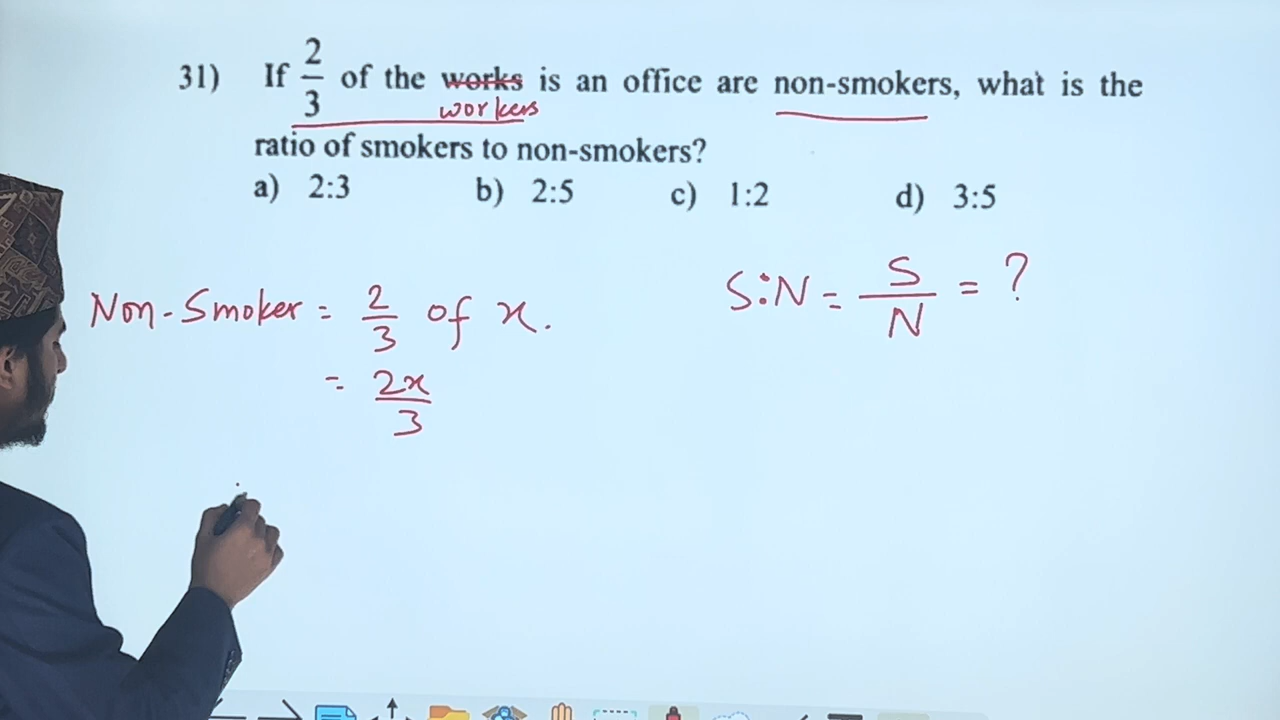 31) If 2/3 of the works is an office are non-smokers, what is the
workers
ratio of smokers to non-smokers?
a) 2:3 b) 2:5 c) 1:2 d) 3:5
Non-Smoker = 2/3 of x.
= 2x/3
S:N = S/N = ?